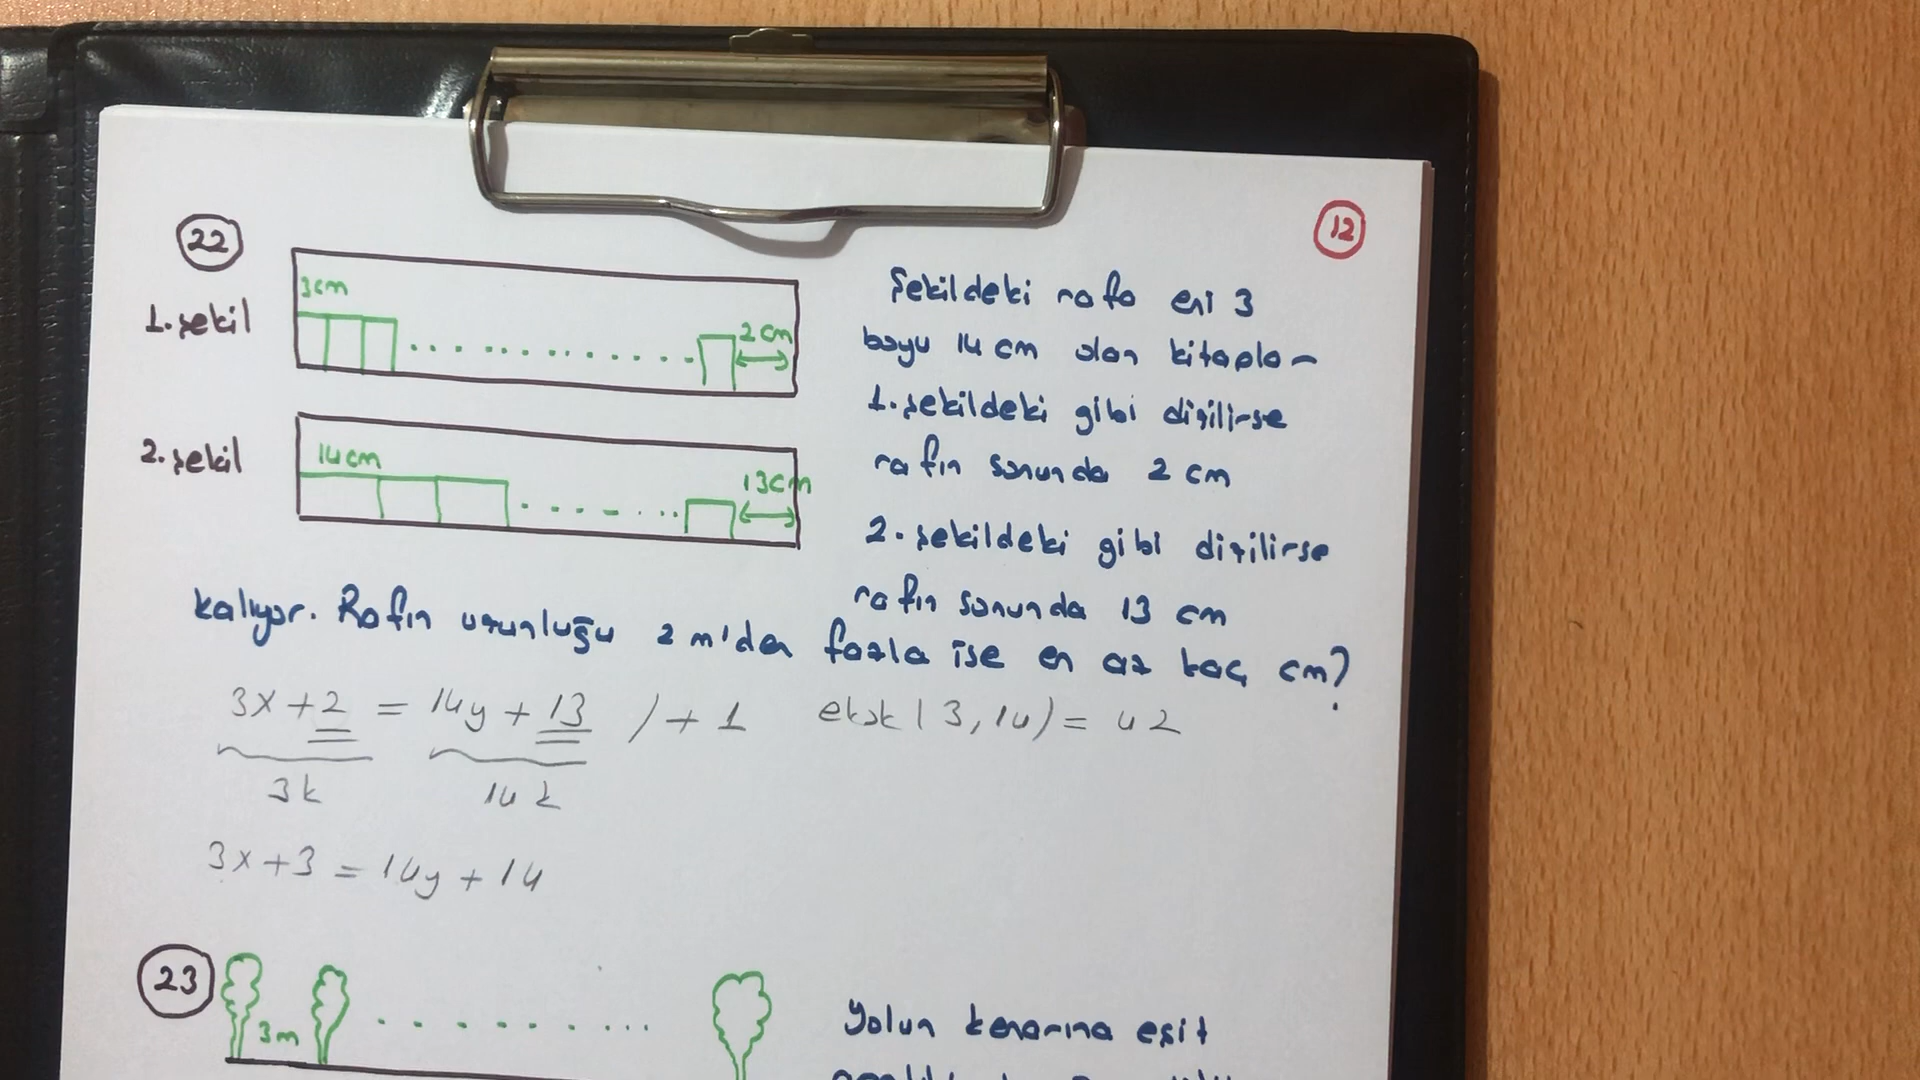 22
12
1. şekil
3cm
2 cm
Şekildeki rafa eni 3
boyu 14 cm olan kitaplar
1. şekildeki gibi dizilirse
rafın sonunda 2 cm
2. şekil
14cm
13cm
2. şekildeki gibi dizilirse
rafın sonunda 13 cm
kalıyor. Rafın uzunluğu 2 m'den fazla ise en az kaç cm?
3x + 2 = 14y + 13 / + 1 ekok (3, 14) = 42
3k 14k
3x + 3 = 14y + 14
23
3m
Yolun kenarına eşit